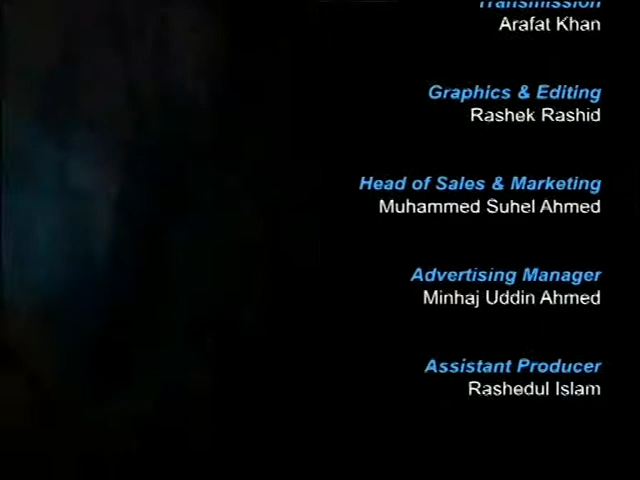 Transmission
Arafat Khan
Graphics & Editing
Rashek Rashid
Head of Sales & Marketing
Muhammed Suhel Ahmed
Advertising Manager
Minhaj Uddin Ahmed
Assistant Producer
Rashedul Islam